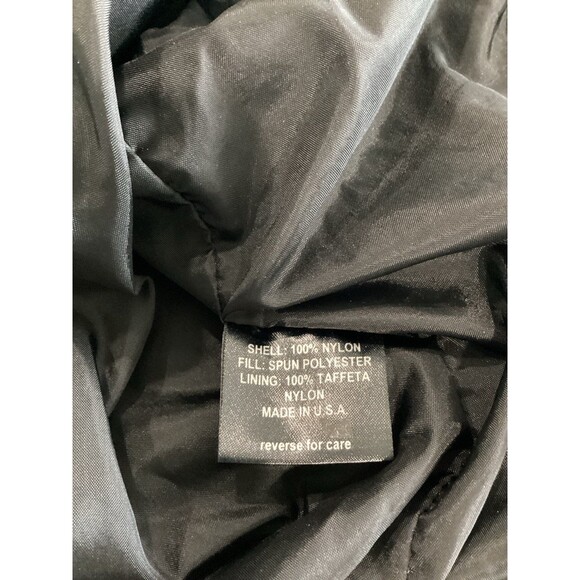 SHELL: 100% NYLON
FILL: SPUN POLYESTER
LINING: 100% TAFFETA
NYLON
MADE IN U.S.A.
reverse for care